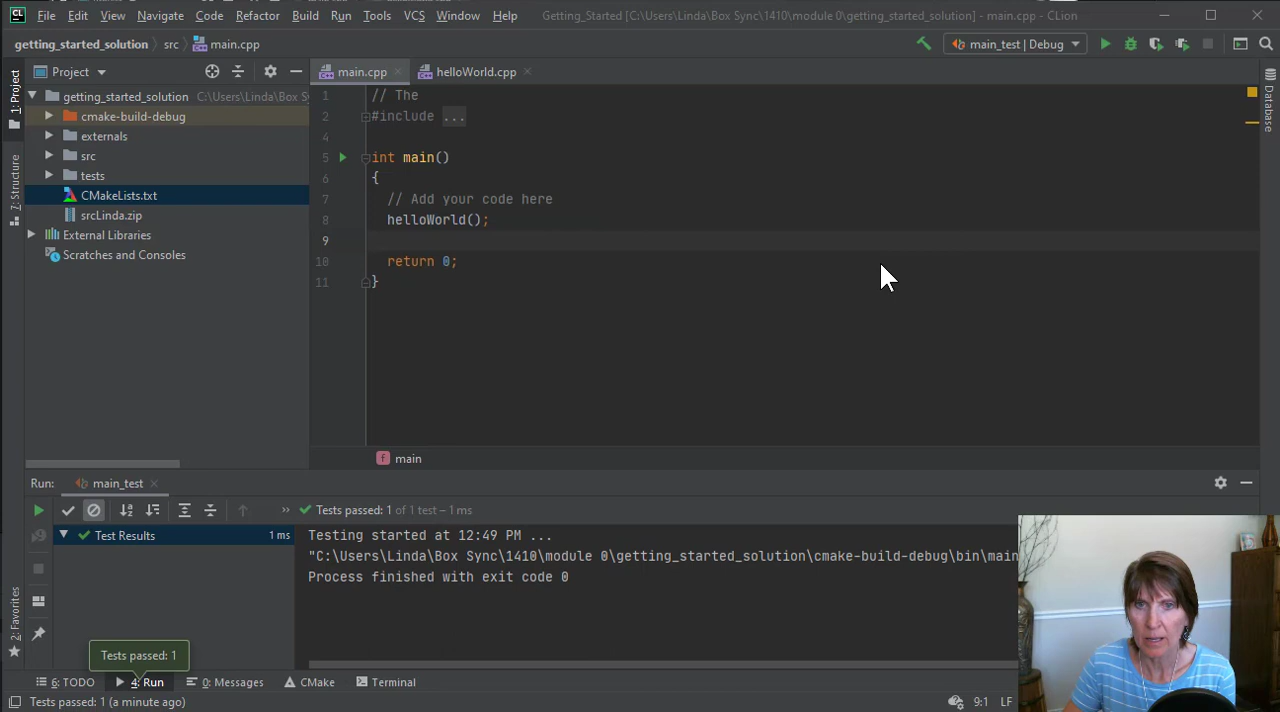 CL File Edit View Navigate Code Refactor Build Run Tools VCS Window Help Getting_Started [C:\Users\Linda\Box Sync\1410\module 0\getting_started_solution] - main.cpp - CLion
getting_started_solution src main.cpp main_test | Debug
1: Project
Project
main.cpp
helloWorld.cpp
Database
getting_started_solution C:\Users\Linda\Box S
cmake-build-debug
externals
src
tests
CMakeLists.txt
srcLinda.zip
External Libraries
Scratches and Consoles
7: Structure
1 // The
2 #include ...
4
5 int main()
6 {
7 // Add your code here
8 helloWorld();
9
10 return 0;
11 }
f main
Run: main_test
Tests passed: 1 of 1 test – 1 ms
Test Results 1 ms
Testing started at 12:49 PM ...
"C:\Users\Linda\Box Sync\1410\module 0\getting_started_solution\cmake-build-debug\bin\main
Process finished with exit code 0
2: Favorites
Tests passed: 1
6: TODO 4: Run 0: Messages CMake Terminal
Tests passed: 1 (a minute ago) 9:1 LF